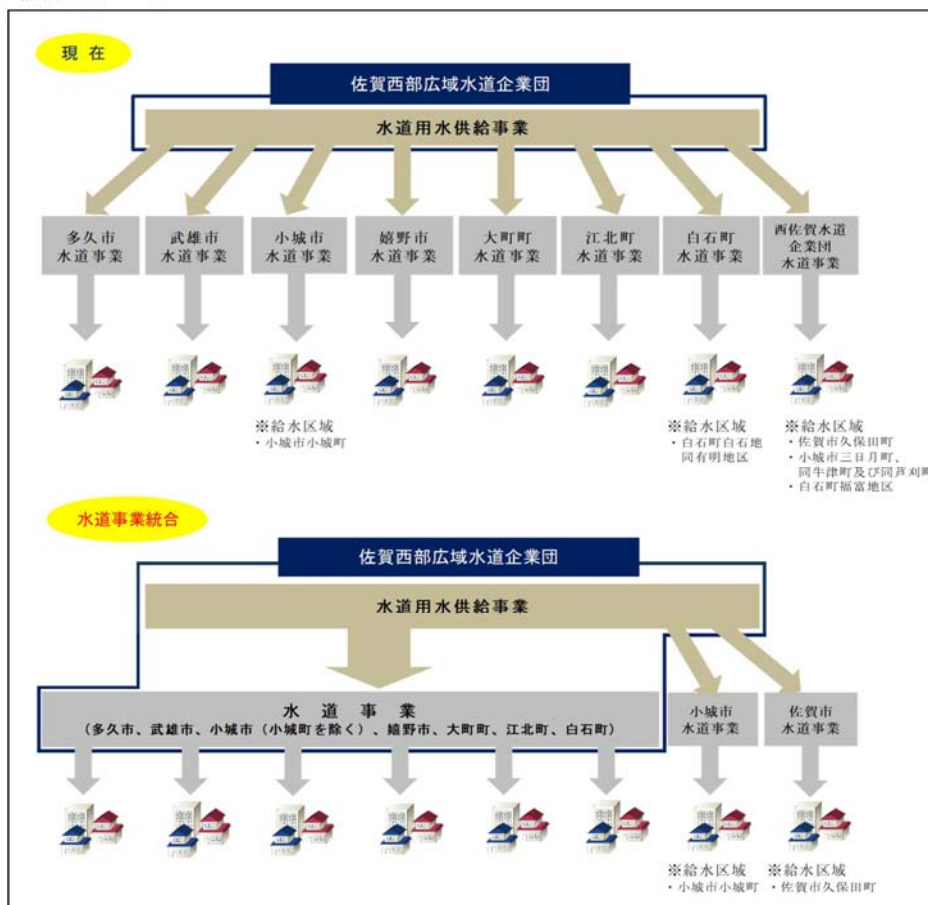 現 在
佐賀西部広域水道企業団
水道用水供給事業
多久市
水道事業
武雄市
水道事業
小城市
水道事業
嬉野市
水道事業
大町町
水道事業
江北町
水道事業
白石町
水道事業
西佐賀水道
企業団
水道事業
※給水区域
・小城市小城町
※給水区域
・白石町白石地
同有明地区
※給水区域
・佐賀市久保田町
・小城市三日月町、
同牛津町及び同芦刈町
・白石町福富地区
水道事業統合
佐賀西部広域水道企業団
水道用水供給事業
水 道 事 業
(多久市、武雄市、小城市(小城町を除く)、嬉野市、大町町、江北町、白石町)
小城市
水道事業
佐賀市
水道事業
※給水区域
・小城市小城町
※給水区域
・佐賀市久保田町